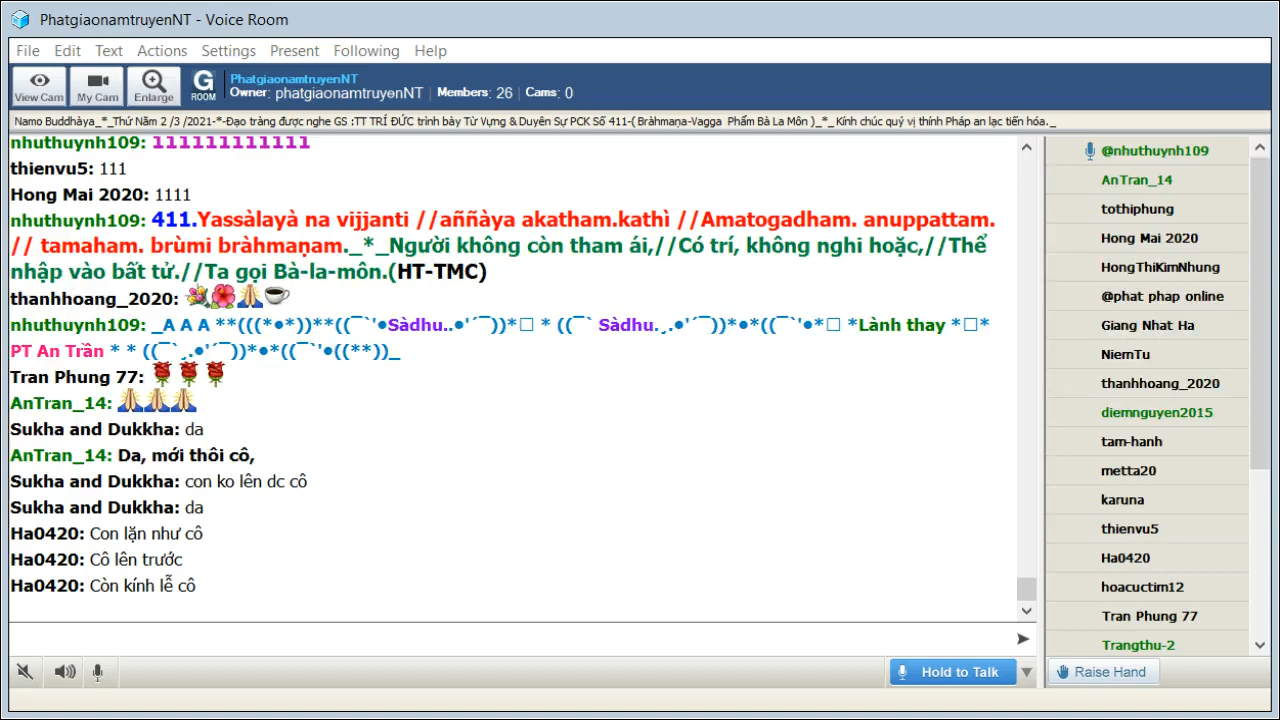 PhatgiaonamtruyenNT - Voice Room
File Edit Text Actions Settings Present Following Help
View Cam My Cam Enlarge G ROOM PhatgiaonamtruyenNT
Owner: phatgiaonamtruyenNT | Members: 26 | Cams: 0
Namo Buddhàya_*_Thứ Năm 2 /3 /2021-*-Đạo tràng được nghe GS :TT TRÍ ĐỨC trình bày Từ Vựng & Duyên Sự PCK Số 411-( Bràhmaṇa-Vagga Phẩm Bà La Môn )_*_ Kính chúc quý vị thính Pháp an lạc tiến hóa._
nhuthuynh109: 111111111111
thienvu5: 111
Hong Mai 2020: 1111
nhuthuynh109: 411.Yassàlayà na vijjanti //aññàya akatham.kathì //Amatogadham. anuppattam.
// tamaham. brùmi bràhmaṇam._*_Người không còn tham ái,//Có trí, không nghi hoặc,//Thể
nhập vào bất tử.//Ta gọi Bà-la-môn.(HT-TMC)
thanhhoang_2020:
nhuthuynh109: _A A A **(((*●*))**((¯`'●Sàdhu..●'´¯))*□ * ((¯` Sàdhu.¸.●'´¯))*●*((¯`'●*□ *Lành thay *□*
PT An Trần * * ((¯`¸.●'´¯))*●*((¯`'●((**))_
Tran Phung 77:
AnTran_14:
Sukha and Dukkha: da
AnTran_14: Da, mới thôi cô,
Sukha and Dukkha: con ko lên dc cô
Sukha and Dukkha: da
Ha0420: Con lặn như cô
Ha0420: Cô lên trước
Ha0420: Còn kính lễ cô
@nhuthuynh109
AnTran_14
tothiphung
Hong Mai 2020
HongThiKimNhung
@phat phap online
Giang Nhat Ha
NiemTu
thanhhoang_2020
diemnguyen2015
tam-hanh
metta20
karuna
thienvu5
Ha0420
hoacuctim12
Tran Phung 77
Trangthu-2
Hold to Talk
Raise Hand